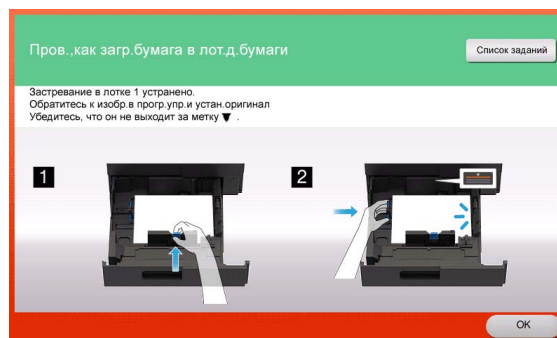 Пров.,как загр.бумага в лот.д.бумаги
Список заданий
Застревание в лотке 1 устранено.
Обратитесь к изобр.в прогр.упр.и устан.оригинал
Убедитесь, что он не выходит за метку ▼ .
1
2
OK